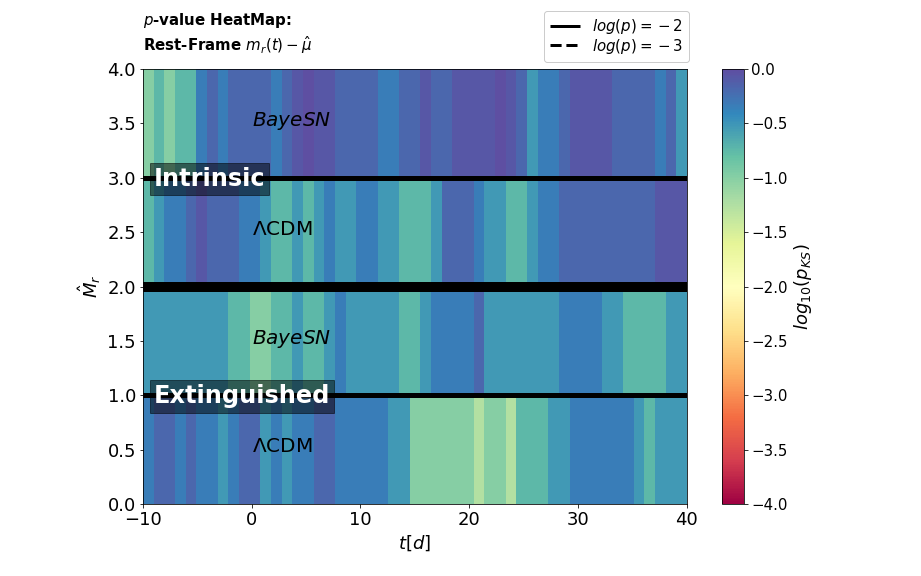 p-value HeatMap:
Rest-Frame m_r(t) − μ̂
log(p) = −2
log(p) = −3
4.0
3.5
3.0
2.5
2.0
1.5
1.0
0.5
0.0
M̂_r
BayeSN
Intrinsic
ΛCDM
BayeSN
Extinguished
ΛCDM
−10
0
10
20
30
40
t[d]
0.0
−0.5
−1.0
−1.5
−2.0
−2.5
−3.0
−3.5
−4.0
log₁₀(p_KS)